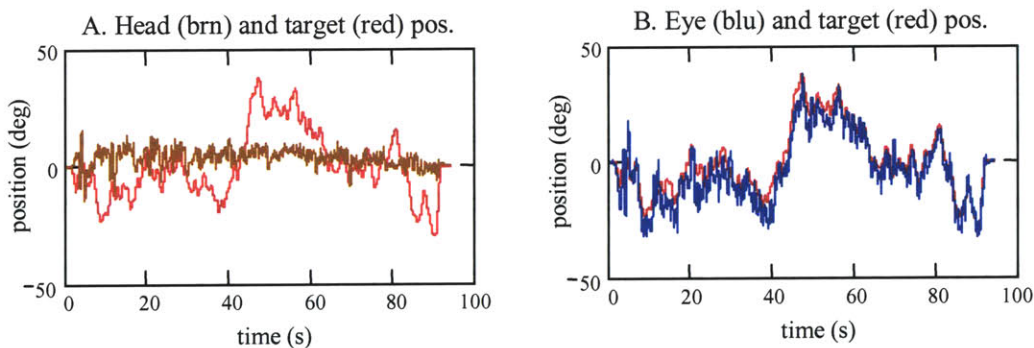 A. Head (brn) and target (red) pos.
50
0
−50
position (deg)
0 20 40 60 80 100
time (s)
B. Eye (blu) and target (red) pos.
50
0
−50
position (deg)
0 20 40 60 80 100
time (s)